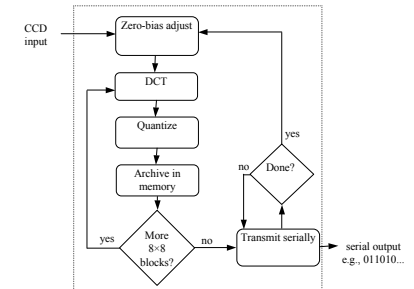 CCD
input
Zero-bias adjust
DCT
Quantize
Archive in
memory
More
8×8
blocks?
yes
no
Transmit serially
Done?
no
yes
serial output
e.g., 011010...